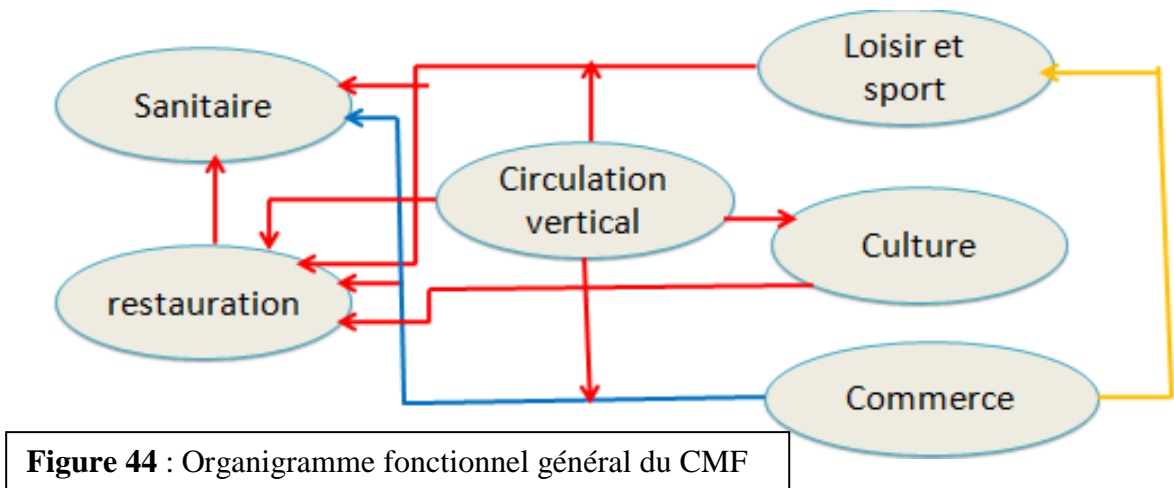 Loisir et
sport
Sanitaire
Circulation
vertical
Culture
restauration
Commerce
Figure 44 : Organigramme fonctionnel général du CMF